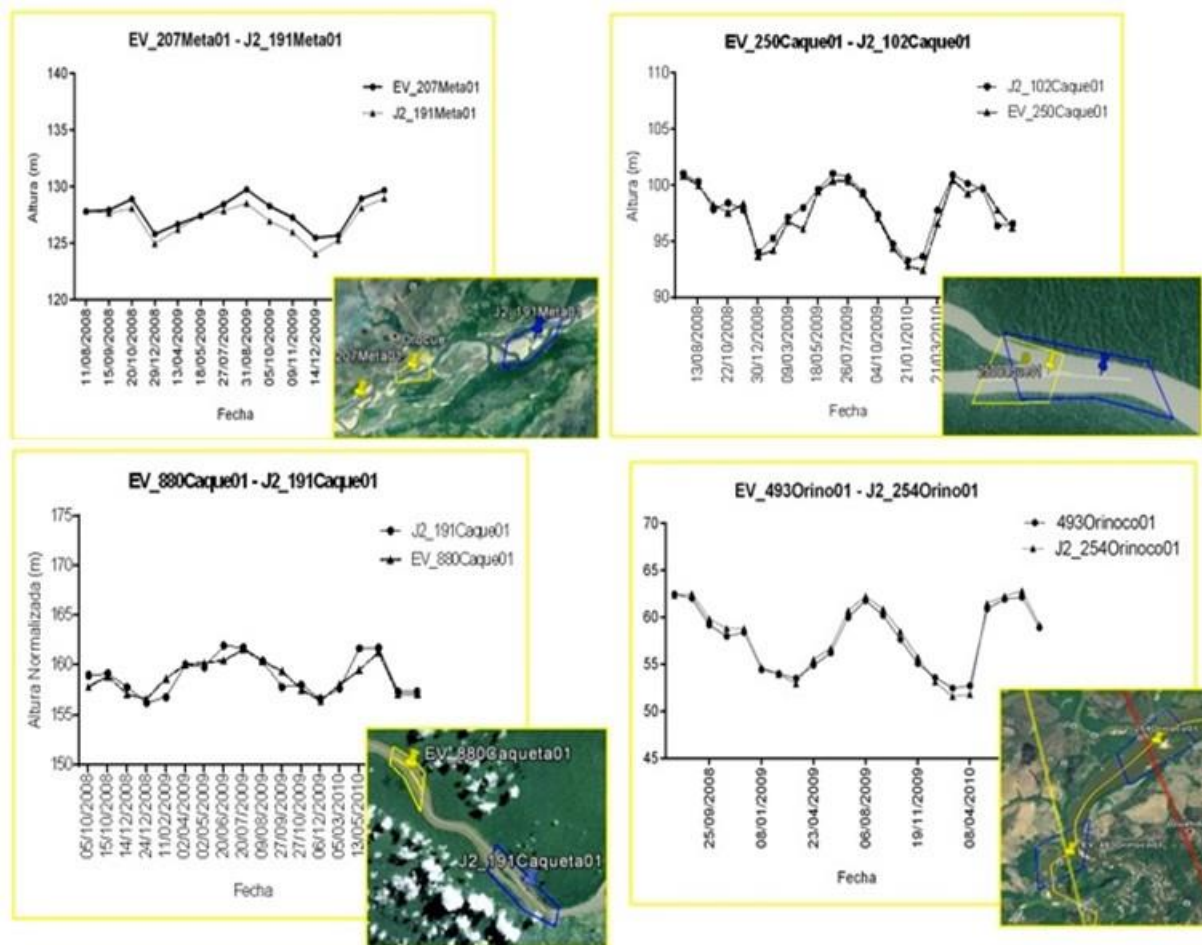 EV_207Meta01 - J2_191Meta01
EV_207Meta01
J2_191Meta01
Altura (m)
140
135
130
125
120
11/08/2008
15/09/2008
20/10/2008
29/12/2008
13/04/2009
18/05/2009
27/07/2009
31/08/2009
05/10/2009
09/11/2009
14/12/2009
Fecha
J2_191Meta01
Orocue
207Meta01
EV_250Caque01 - J2_102Caque01
J2_102Caque01
EV_250Caque01
Altura (m)
110
105
100
95
90
13/08/2008
22/10/2008
30/12/2008
09/03/2009
18/05/2009
26/07/2009
04/10/2009
21/01/2010
21/03/2010
Fecha
250Caque01
EV_880Caque01 - J2_191Caque01
J2_191Caque01
EV_880Caque01
Altura Normalizada (m)
175
170
165
160
155
150
05/10/2008
15/10/2008
14/12/2008
24/12/2008
11/02/2009
02/04/2009
02/05/2009
20/06/2009
20/07/2009
09/08/2009
27/09/2009
27/10/2009
06/12/2009
05/03/2010
13/05/2010
Fecha
EV_880Caqueta01
J2_191Caqueta01
EV_493Orino01 - J2_254Orino01
493Orinoco01
J2_254Orinoco01
70
65
60
55
50
45
25/09/2008
08/01/2009
23/04/2009
06/08/2009
19/11/2009
08/04/2010
Fecha